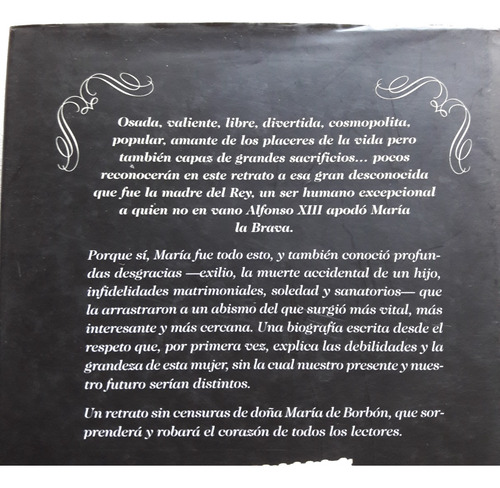 Osada, valiente, libre, divertida, cosmopolita,
popular, amante de los placeres de la vida pero
también capaz de grandes sacrificios... pocos
reconocerán en este retrato a esa gran desconocida
que fue la madre del Rey, un ser humano excepcional
a quien no en vano Alfonso XIII apodó María
la Brava.
Porque sí, María fue todo esto, y también conoció profun-
das desgracias —exilio, la muerte accidental de un hijo,
infidelidades matrimoniales, soledad y sanatorios— que
la arrastraron a un abismo del que surgió más vital, más
interesante y más cercana. Una biografía escrita desde el
respeto que, por primera vez, explica las debilidades y la
grandeza de esta mujer, sin la cual nuestro presente y nues-
tro futuro serían distintos.
Un retrato sin censuras de doña María de Borbón, que sor-
prenderá y robará el corazón de todos los lectores.